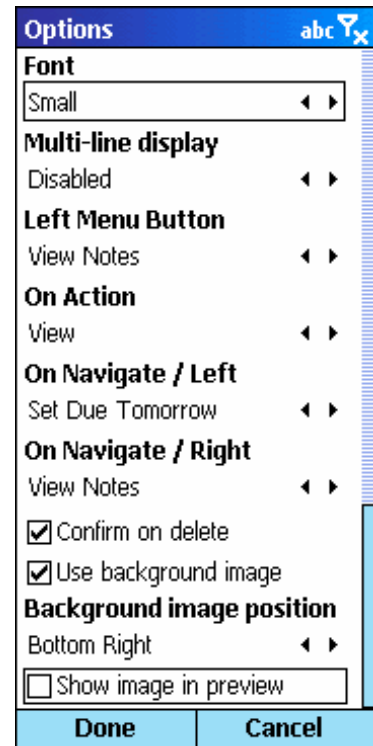 Options abc
Font
Small
Multi-line display
Disabled
Left Menu Button
View Notes
On Action
View
On Navigate / Left
Set Due Tomorrow
On Navigate / Right
View Notes
Confirm on delete
Use background image
Background image position
Bottom Right
Show image in preview
Done Cancel